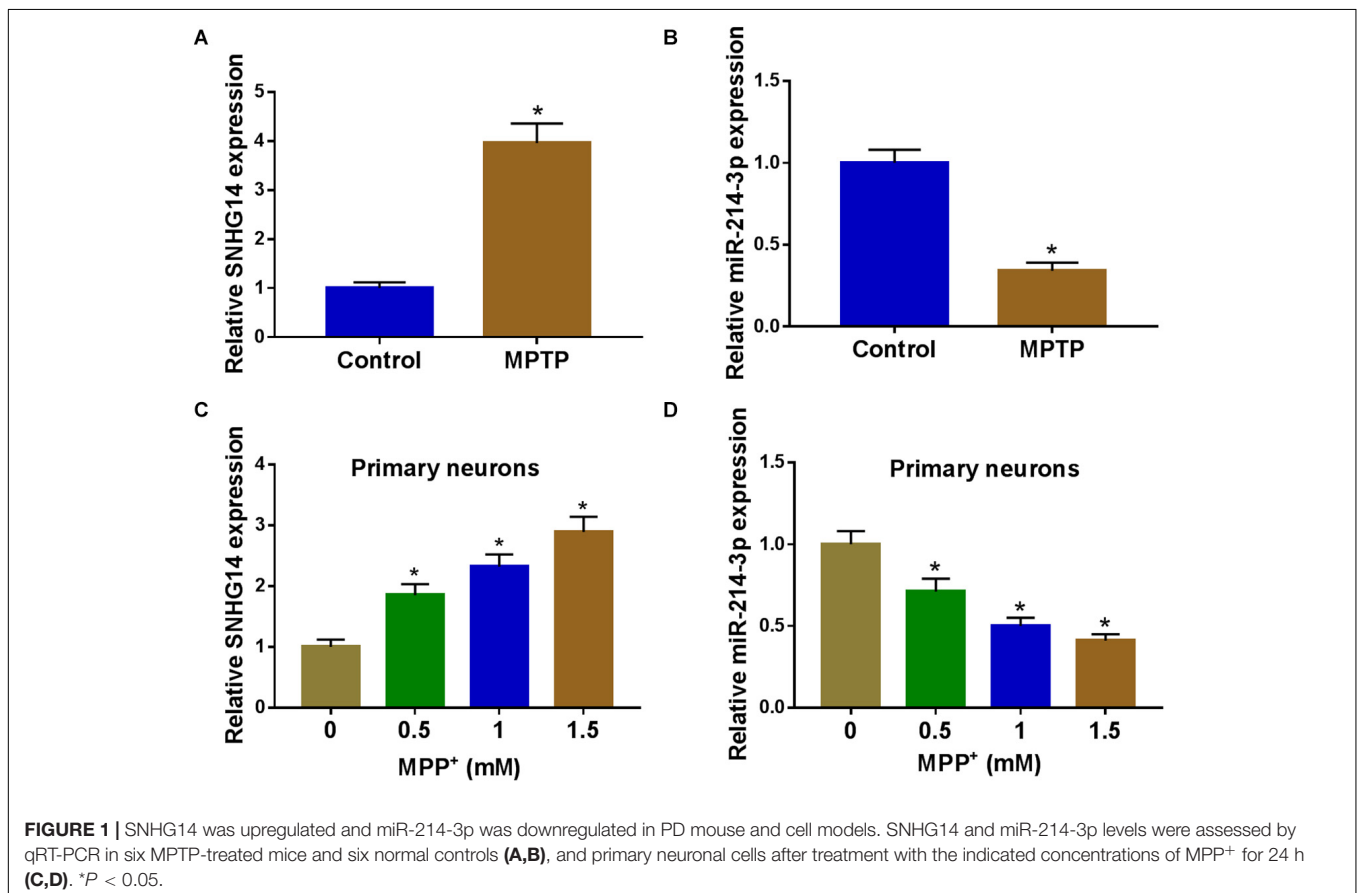 A
Relative SNHG14 expression
5
4
3
2
1
0
*
Control
MPTP
B
Relative miR-214-3p expression
1.5
1.0
0.5
0.0
*
Control
MPTP
C
Relative SNHG14 expression
4
3
2
1
0
Primary neurons
*
*
*
0
0.5
1
1.5
MPP⁺ (mM)
D
Relative miR-214-3p expression
1.5
1.0
0.5
0.0
Primary neurons
*
*
*
0
0.5
1
1.5
MPP⁺ (mM)
FIGURE 1 | SNHG14 was upregulated and miR-214-3p was downregulated in PD mouse and cell models. SNHG14 and miR-214-3p levels were assessed by
qRT-PCR in six MPTP-treated mice and six normal controls (A,B), and primary neuronal cells after treatment with the indicated concentrations of MPP⁺ for 24 h
(C,D). *P < 0.05.